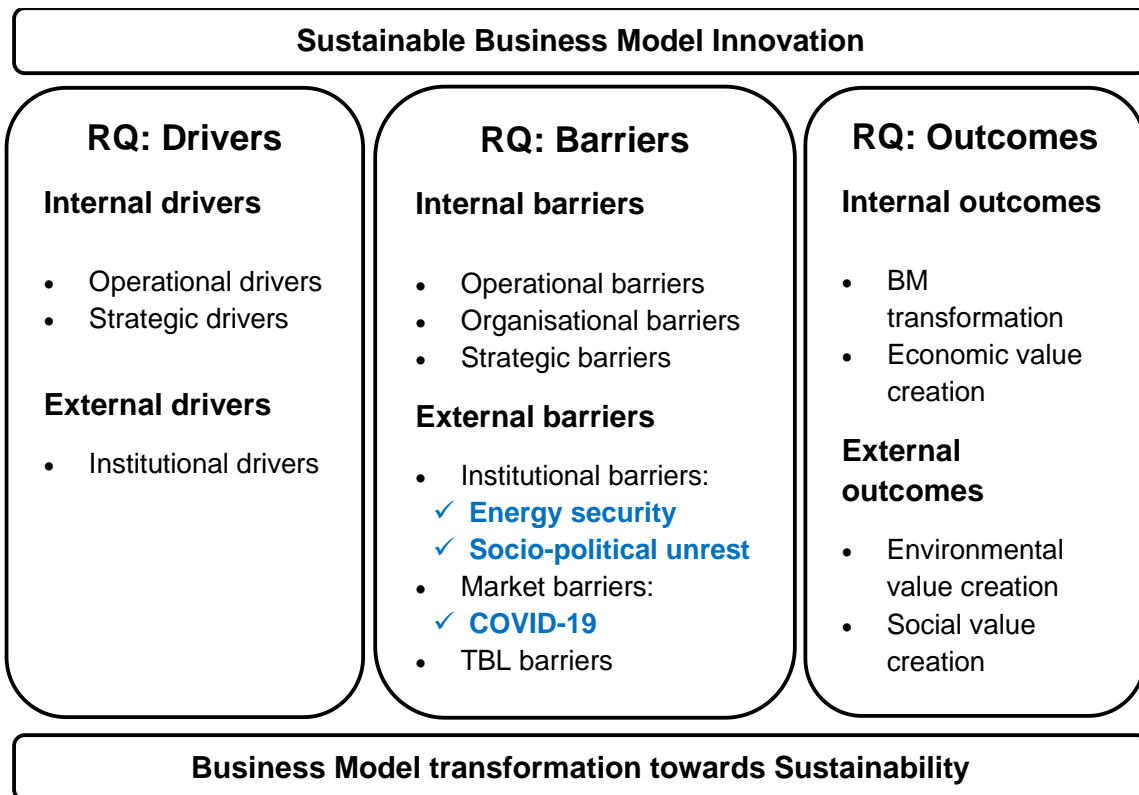 Sustainable Business Model Innovation
RQ: Drivers
Internal drivers
• Operational drivers
• Strategic drivers
External drivers
• Institutional drivers
RQ: Barriers
Internal barriers
• Operational barriers
• Organisational barriers
• Strategic barriers
External barriers
• Institutional barriers:
✓ Energy security
✓ Socio-political unrest
• Market barriers:
✓ COVID-19
• TBL barriers
RQ: Outcomes
Internal outcomes
• BM
transformation
• Economic value
creation
External
outcomes
• Environmental
value creation
• Social value
creation
Business Model transformation towards Sustainability